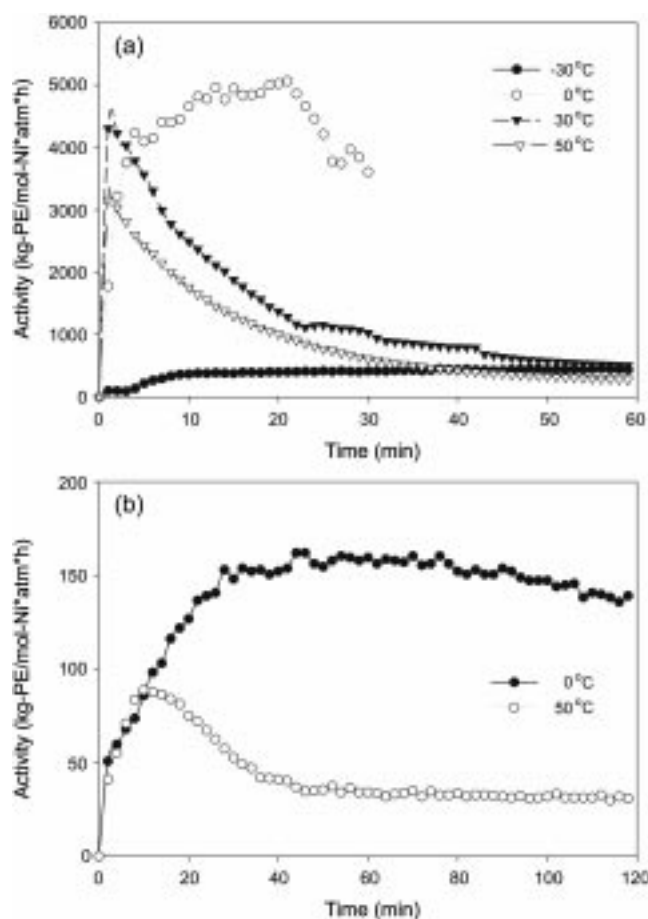 (a)
6000
5000
4000
3000
2000
1000
0
Activity (kg-PE/mol-Ni*atm*h)
-30°C
0°C
30°C
50°C
0 10 20 30 40 50 60
Time (min)
(b)
200
150
100
50
0
Activity (kg-PE/mol-Ni*atm*h)
0°C
50°C
0 20 40 60 80 100 120
Time (min)